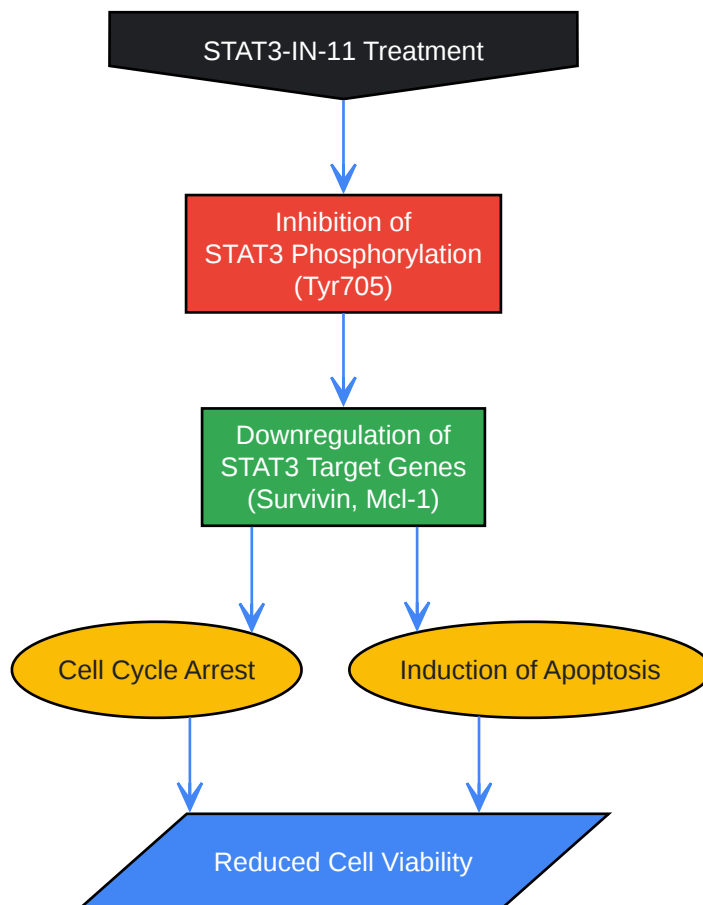 STAT3-IN-11 Treatment
Inhibition of
STAT3 Phosphorylation
(Tyr705)
Downregulation of
STAT3 Target Genes
(Survivin, Mcl-1)
Cell Cycle Arrest
Induction of Apoptosis
Reduced Cell Viability